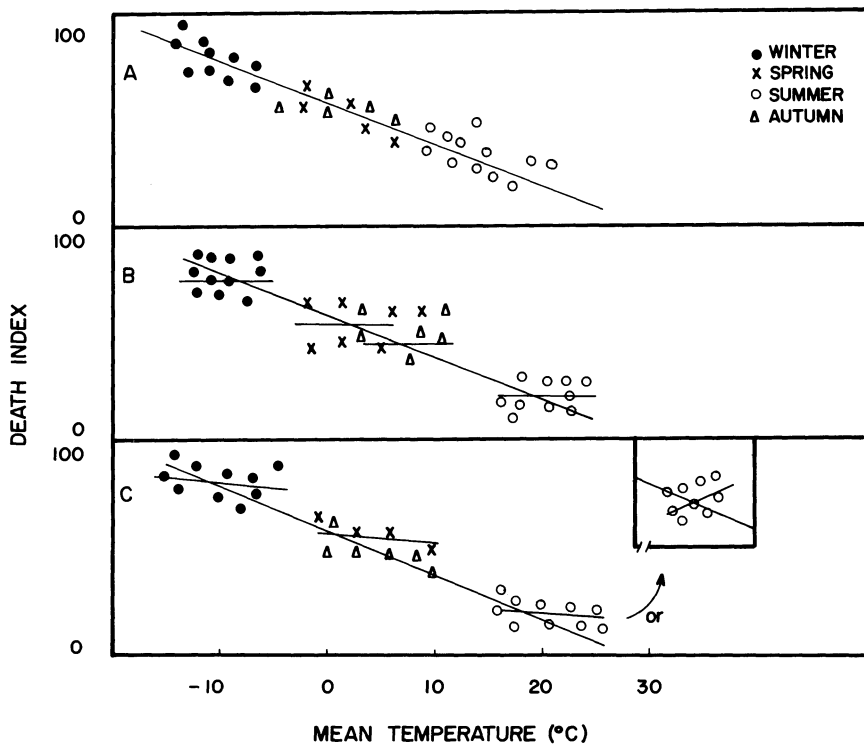 100
A
0
● WINTER
x SPRING
○ SUMMER
Δ AUTUMN
100
B
0
100
C
0
or
DEATH INDEX
-10 0 10 20 30
MEAN TEMPERATURE (°C)